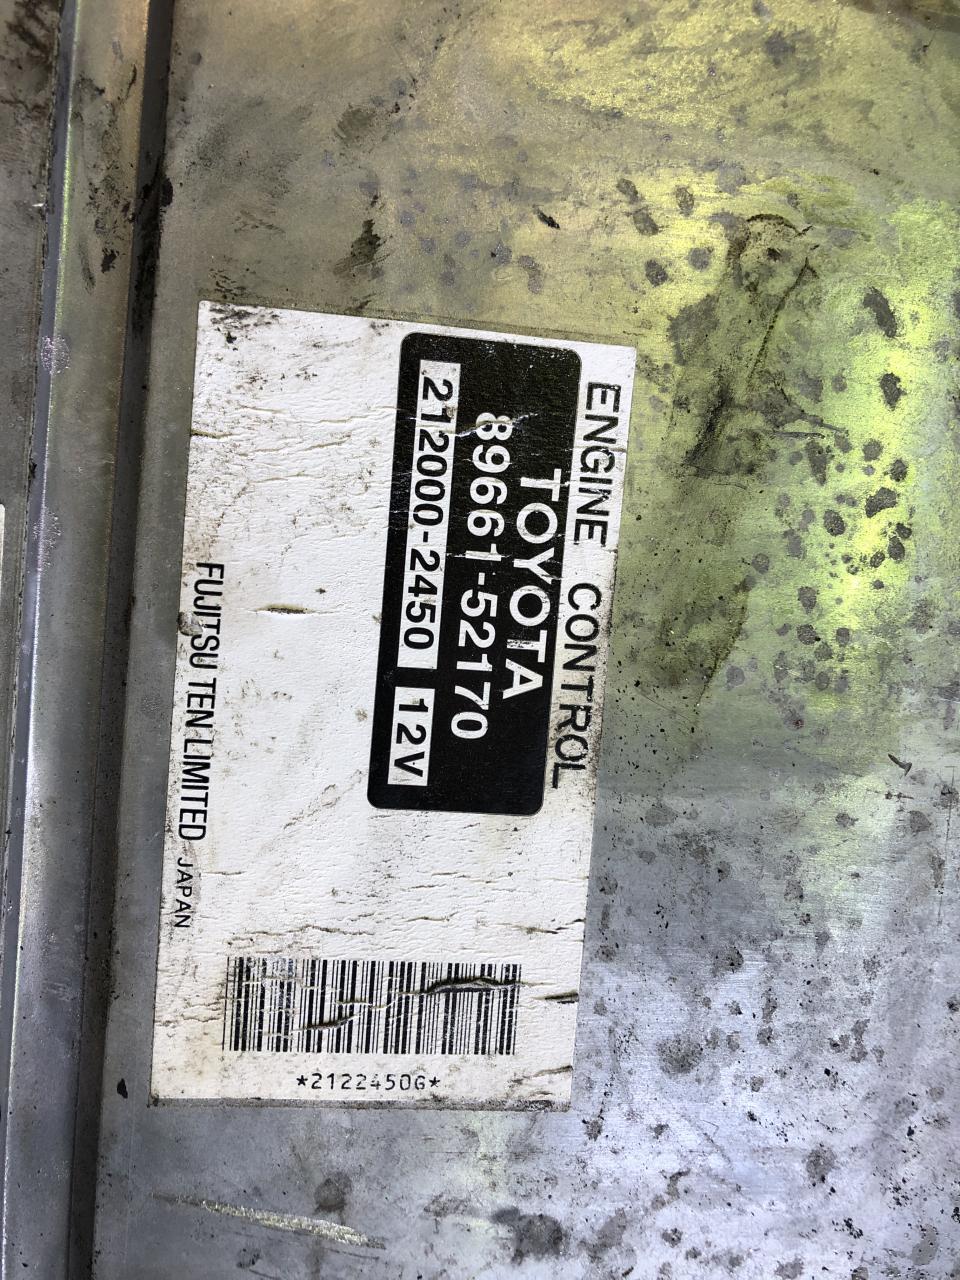 ENGINE CONTROL
TOYOTA
89661-52170
212000-2450 12V
FUJITSU TEN LIMITED JAPAN
*2122450G*